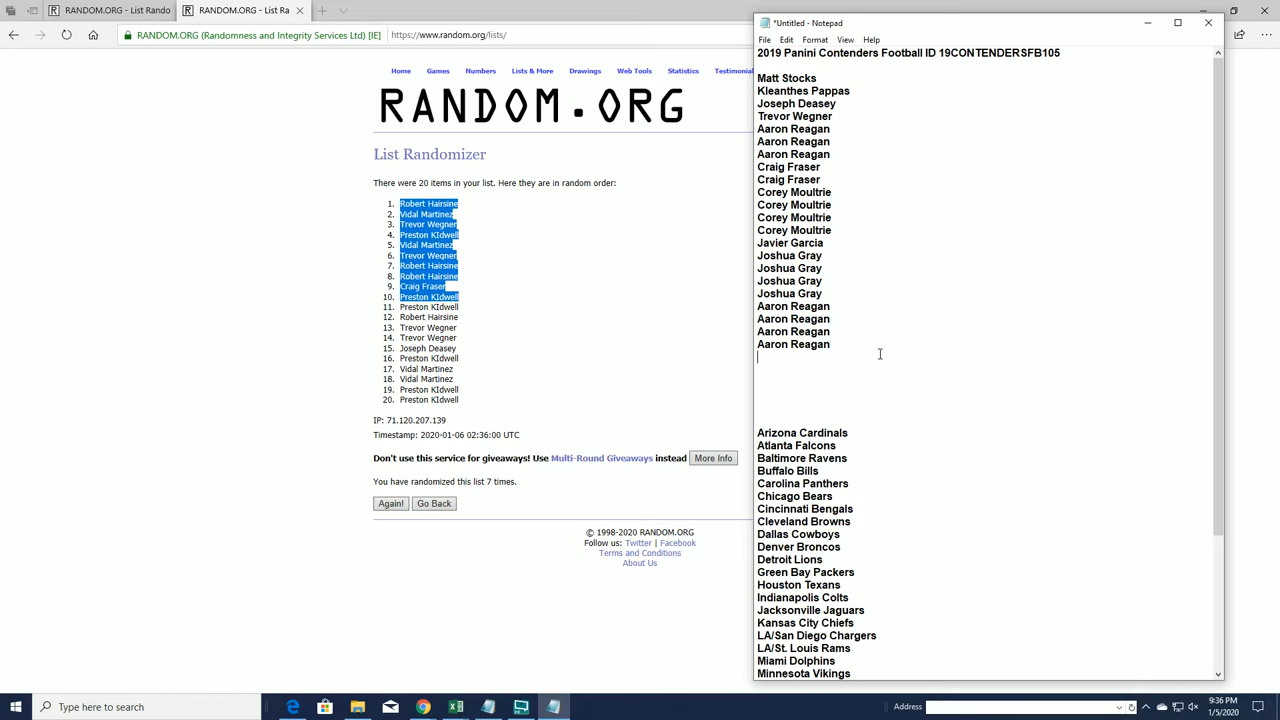 RANDOM.ORG - List Rando
RANDOM.ORG - List Ra
RANDOM.ORG (Randomness and Integrity Services Ltd) [IE]
https://www.random.org/lists/
Home Games Numbers Lists & More Drawings Web Tools Statistics Testimonial
RANDOM.ORG
List Randomizer
There were 20 items in your list. Here they are in random order:
1. Robert Hairsine
2. Vidal Martinez
3. Trevor Wegner
4. Preston KIdwell
5. Vidal Martinez
6. Trevor Wegner
7. Robert Hairsine
8. Robert Hairsine
9. Craig Fraser
10. Preston KIdwell
11. Preston KIdwell
12. Robert Hairsine
13. Trevor Wegner
14. Trevor Wegner
15. Joseph Deasey
16. Preston KIdwell
17. Vidal Martinez
18. Vidal Martinez
19. Preston KIdwell
20. Preston KIdwell
IP: 71.120.207.139
Timestamp: 2020-01-06 02:36:00 UTC
Don't use this service for giveaways! Use Multi-Round Giveaways instead More Info
You have randomized this list 7 times.
Again! Go Back
© 1998-2020 RANDOM.ORG
Follow us: Twitter | Facebook
Terms and Conditions
About Us
*Untitled - Notepad
File Edit Format View Help
2019 Panini Contenders Football ID 19CONTENDERSFB105
Matt Stocks
Kleanthes Pappas
Joseph Deasey
Trevor Wegner
Aaron Reagan
Aaron Reagan
Aaron Reagan
Craig Fraser
Craig Fraser
Corey Moultrie
Corey Moultrie
Corey Moultrie
Corey Moultrie
Javier Garcia
Joshua Gray
Joshua Gray
Joshua Gray
Joshua Gray
Aaron Reagan
Aaron Reagan
Aaron Reagan
Aaron Reagan
Arizona Cardinals
Atlanta Falcons
Baltimore Ravens
Buffalo Bills
Carolina Panthers
Chicago Bears
Cincinnati Bengals
Cleveland Browns
Dallas Cowboys
Denver Broncos
Detroit Lions
Green Bay Packers
Houston Texans
Indianapolis Colts
Jacksonville Jaguars
Kansas City Chiefs
LA/San Diego Chargers
LA/St. Louis Rams
Miami Dolphins
Minnesota Vikings
Type here to search
Address
9:36 PM
1/5/2020